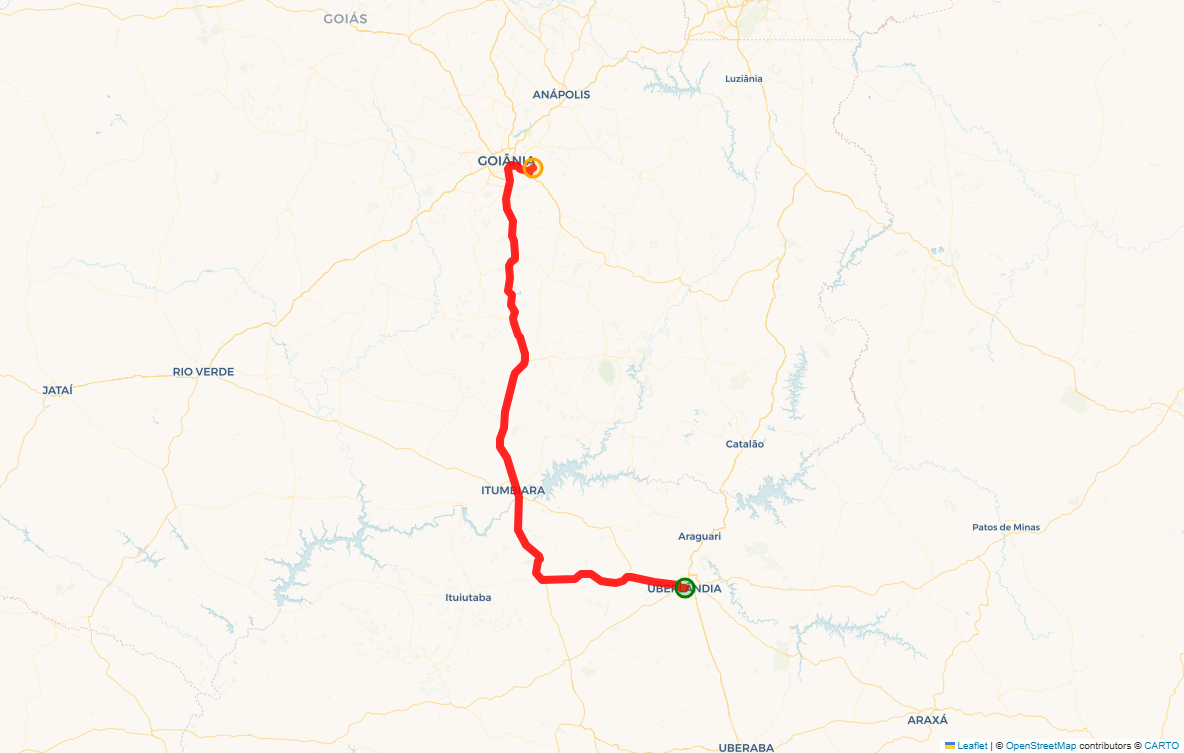 GOIÁS
Luziânia
ANÁPOLIS
GOIÂNIA
RIO VERDE
JATAÍ
Catalão
ITUMBIARA
Patos de Minas
Araguari
UBERLÂNDIA
Ituiutaba
ARAXÁ
UBERABA
Leaflet | © OpenStreetMap contributors © CARTO